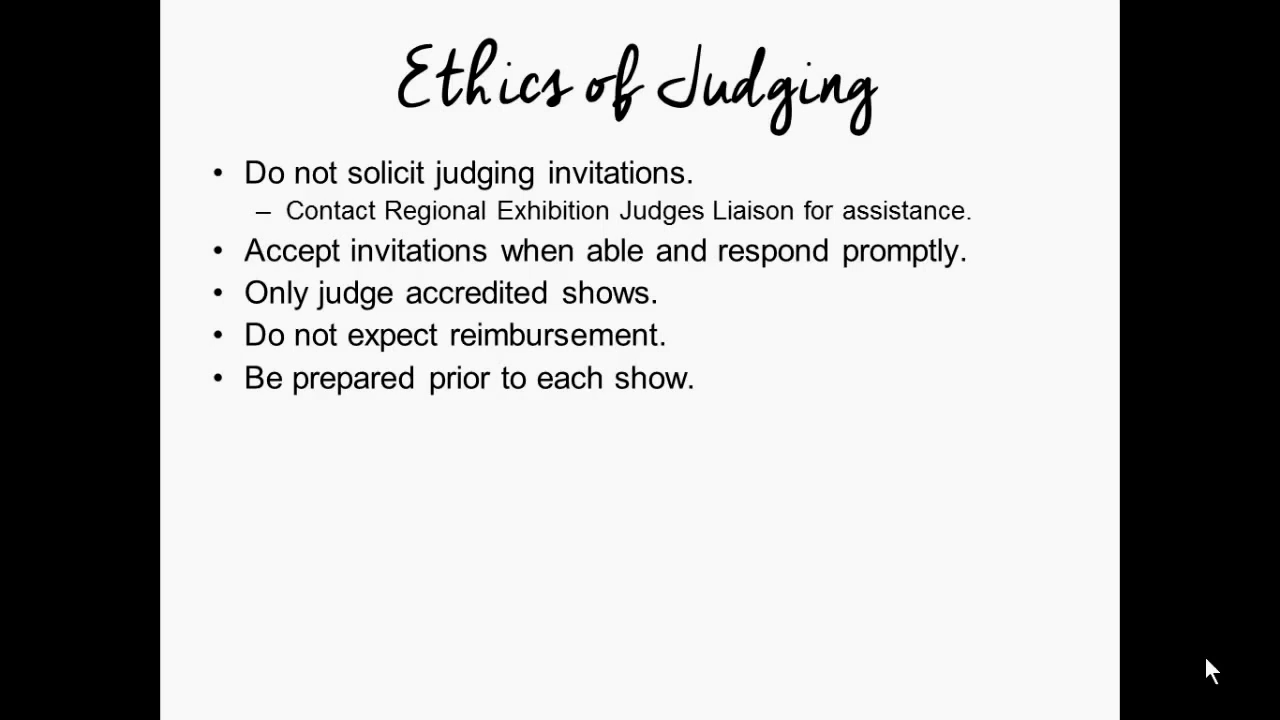 Ethics of Judging
• Do not solicit judging invitations.
– Contact Regional Exhibition Judges Liaison for assistance.
• Accept invitations when able and respond promptly.
• Only judge accredited shows.
• Do not expect reimbursement.
• Be prepared prior to each show.